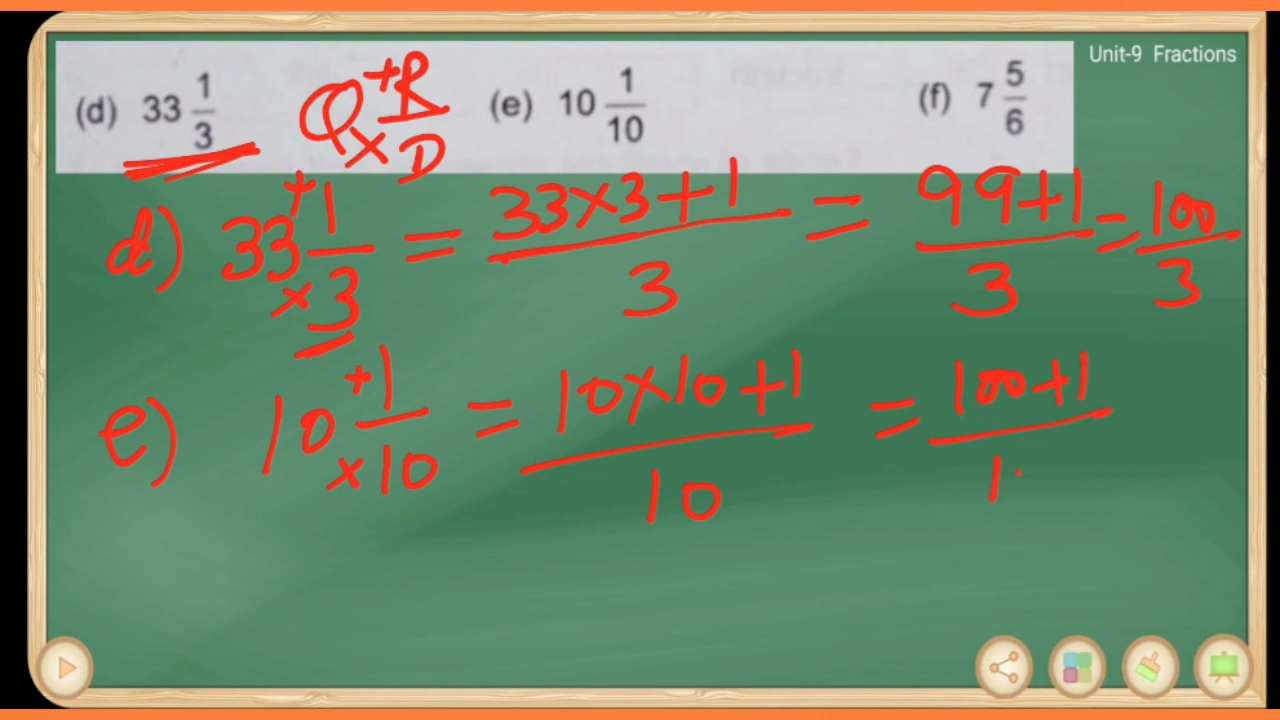 Unit-9 Fractions
(d) 33 1/3 Q+R/×D (e) 10 1/10 (f) 7 5/6
d) 33+1/×3 = 33×3+1/3 = 99+1/3 = 100/3
e) 10+1/×10 = 10×10+1/10 = 100+1/1